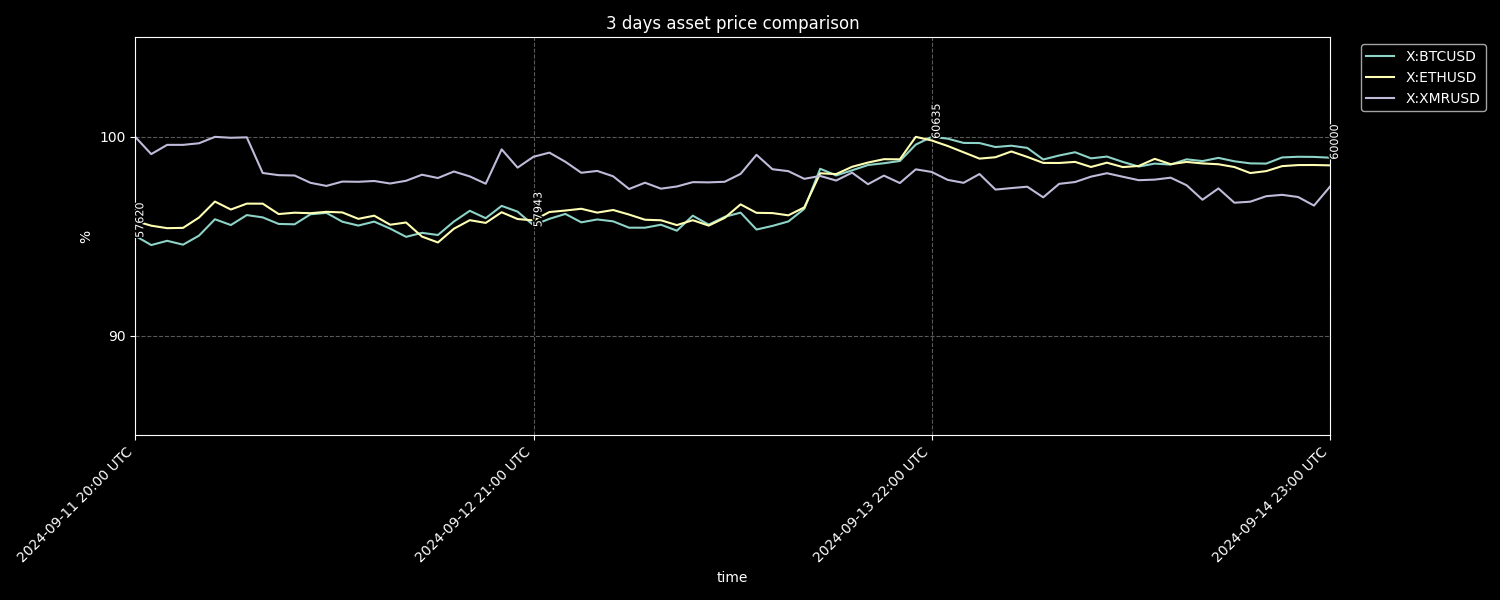 3 days asset price comparison
X:BTCUSD
X:ETHUSD
X:XMRUSD
100
90
%
57620
57943
60635
60000
2024-09-11 20:00 UTC
2024-09-12 21:00 UTC
2024-09-13 22:00 UTC
2024-09-14 23:00 UTC
time